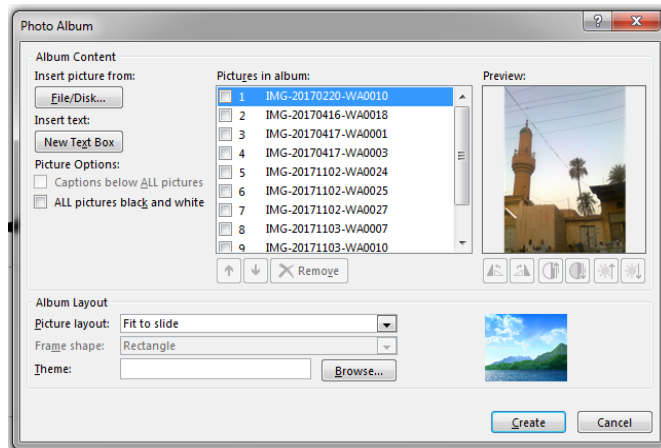 Photo Album
Album Content
Insert picture from:
File/Disk...
Insert text:
New Text Box
Picture Options:
Captions below ALL pictures
ALL pictures black and white
Pictures in album:
1 IMG-20170220-WA0010
2 IMG-20170416-WA0018
3 IMG-20170417-WA0001
4 IMG-20170417-WA0003
5 IMG-20171102-WA0024
6 IMG-20171102-WA0025
7 IMG-20171102-WA0027
8 IMG-20171103-WA0007
9 IMG-20171103-WA0010
Remove
Preview:
Album Layout
Picture layout: Fit to slide
Frame shape: Rectangle
Theme:
Browse...
Create
Cancel